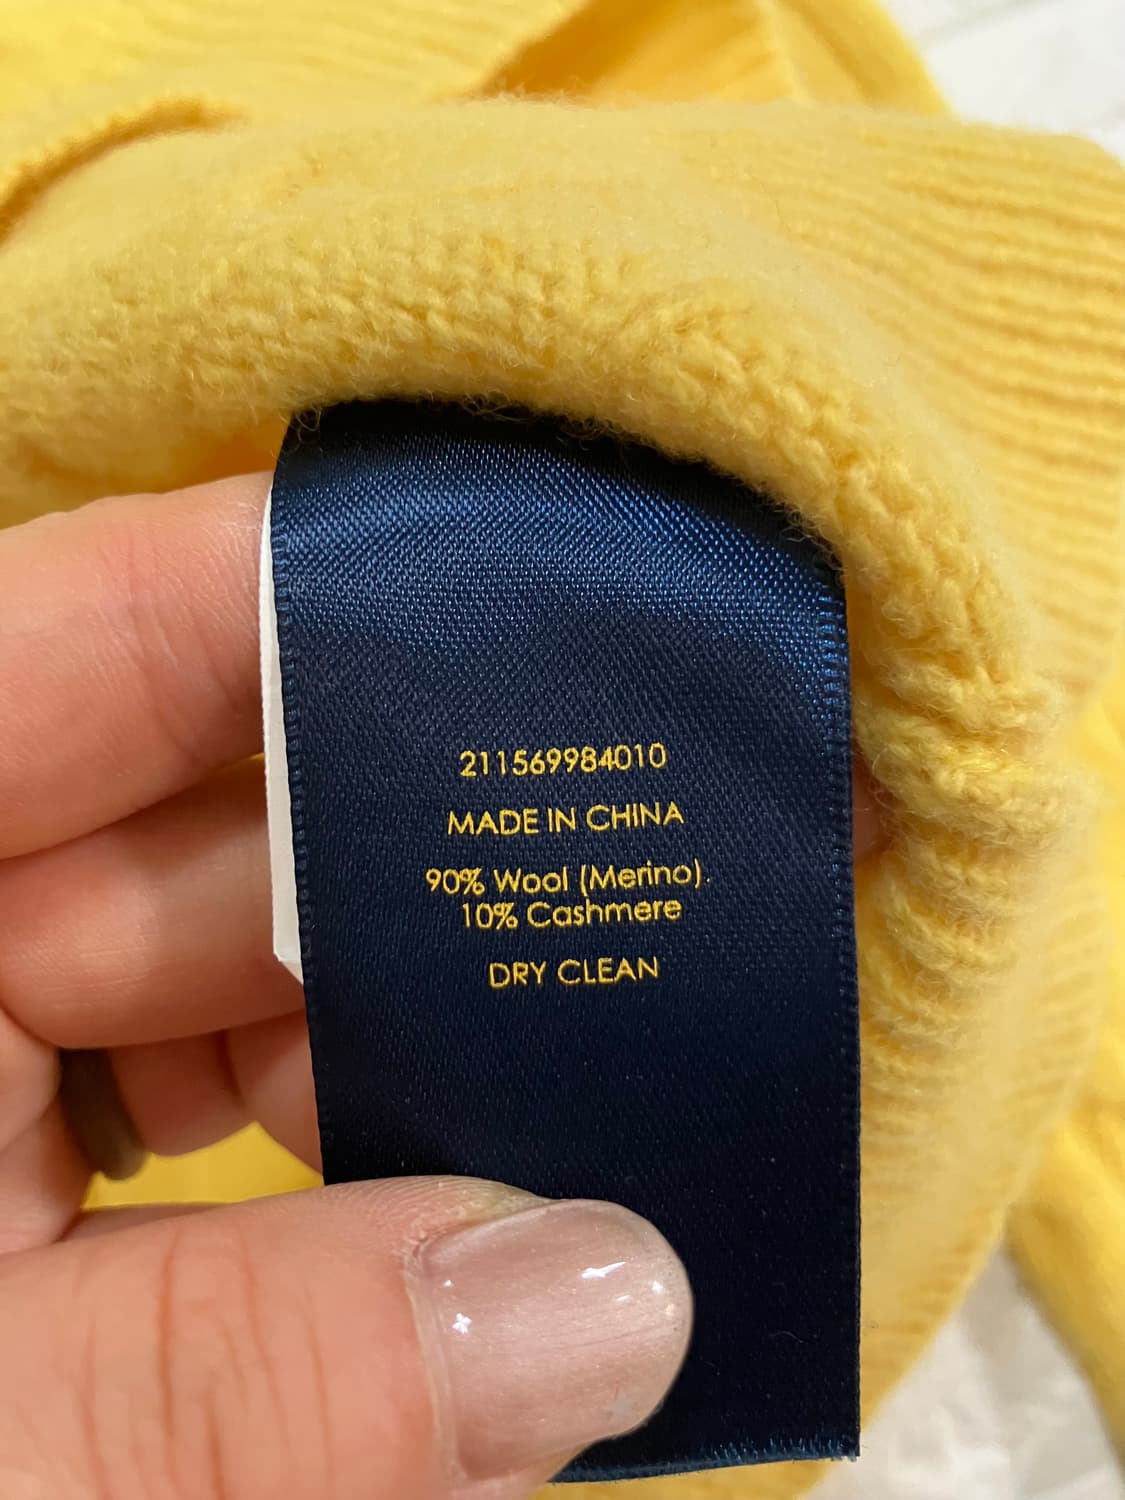 211569984010
MADE IN CHINA
90% Wool (Merino).
10% Cashmere
DRY CLEAN